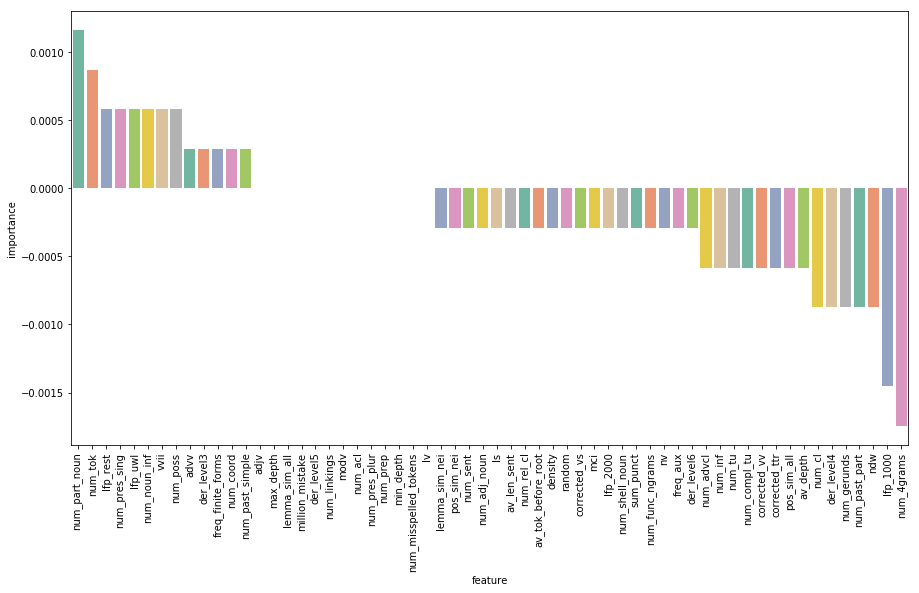 0.0010
0.0005
0.0000
−0.0005
−0.0010
−0.0015
importance
num_part_noun
num_tok
lfp_rest
num_pres_sing
lfp_uwl
num_noun_inf
vvii
num_poss
advv
der_level3
freq_finite_forms
num_coord
num_past_simple
adjv
max_depth
lemma_sim_all
million_mistake
der_level5
num_linkings
modv
num_acl
num_pres_plur
num_prep
min_depth
num_misspelled_tokens
lv
lemma_sim_nei
pos_sim_nei
num_sent
num_adj_noun
ls
av_len_sent
num_rel_cl
av_tok_before_root
density
random
corrected_vs
mci
lfp_2000
num_shell_noun
sum_punct
num_func_ngrams
nv
freq_aux
der_level6
num_advcl
num_inf
num_tu
num_compl_tu
corrected_vv
corrected_ttr
pos_sim_all
av_depth
num_cl
der_level4
num_gerunds
num_past_part
ndw
lfp_1000
num_4grams
feature